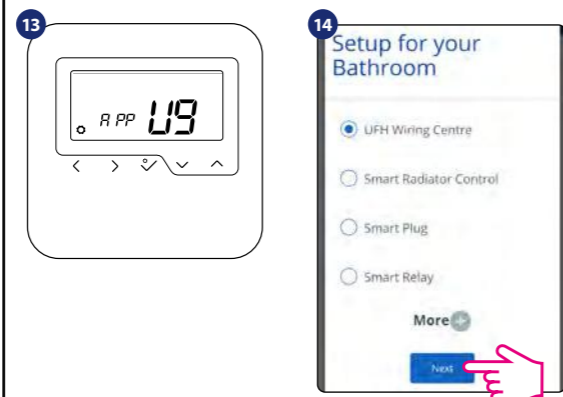 13
APP U9
14
Setup for your
Bathroom
UFH Wiring Centre
Smart Radiator Control
Smart Plug
Smart Relay
More
Next